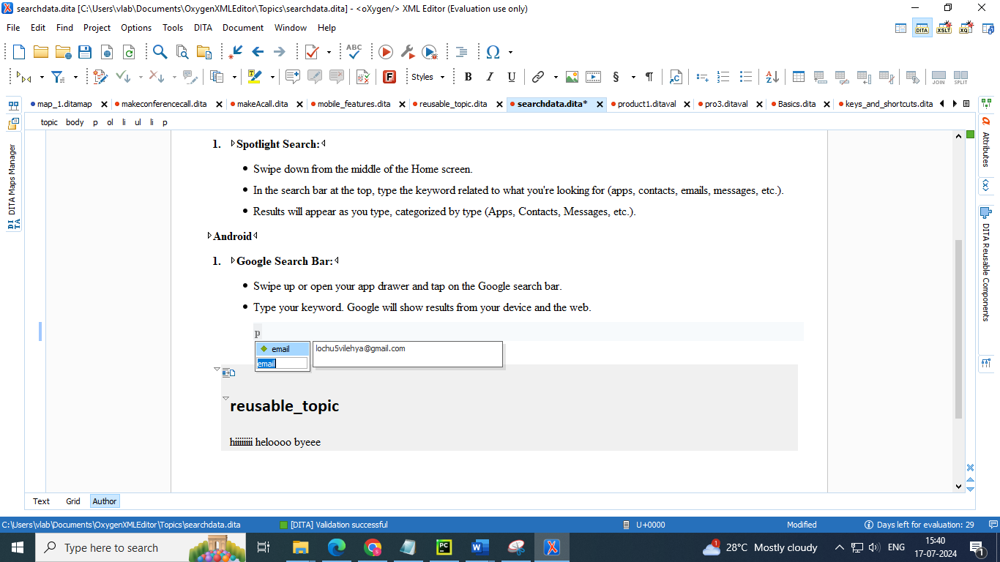 searchdata.dita [C:\Users\vlab\Documents\OxygenXMLEditor\Topics\searchdata.dita] - <oXygen/> XML Editor (Evaluation use only)
File Edit Find Project Options Tools DITA Document Window Help
DITA XSLT XQ
ABC
Styles B I U § ¶ JOIN SPLIT
map_1.ditamap makeconferencecall.dita makeAcall.dita mobile_features.dita reusable_topic.dita searchdata.dita* product1.ditaval pro3.ditaval Basics.dita keys_and_shortcuts.dita
topic body p ol li ul li p
DITA Maps Manager
Attributes
DITA Reusable Components
1. Spotlight Search:
• Swipe down from the middle of the Home screen.
• In the search bar at the top, type the keyword related to what you're looking for (apps, contacts, emails, messages, etc.).
• Results will appear as you type, categorized by type (Apps, Contacts, Messages, etc.).
Android
1. Google Search Bar:
• Swipe up or open your app drawer and tap on the Google search bar.
• Type your keyword. Google will show results from your device and the web.
p
email lochu5vilehya@gmail.com
email
reusable_topic
hiiiiiiii heloooo byeee
Text Grid Author
C:\Users\vlab\Documents\OxygenXMLEditor\Topics\searchdata.dita [DITA] Validation successful U+0000 Modified Days left for evaluation: 29
Type here to search 28°C Mostly cloudy ENG 15:40
17-07-2024